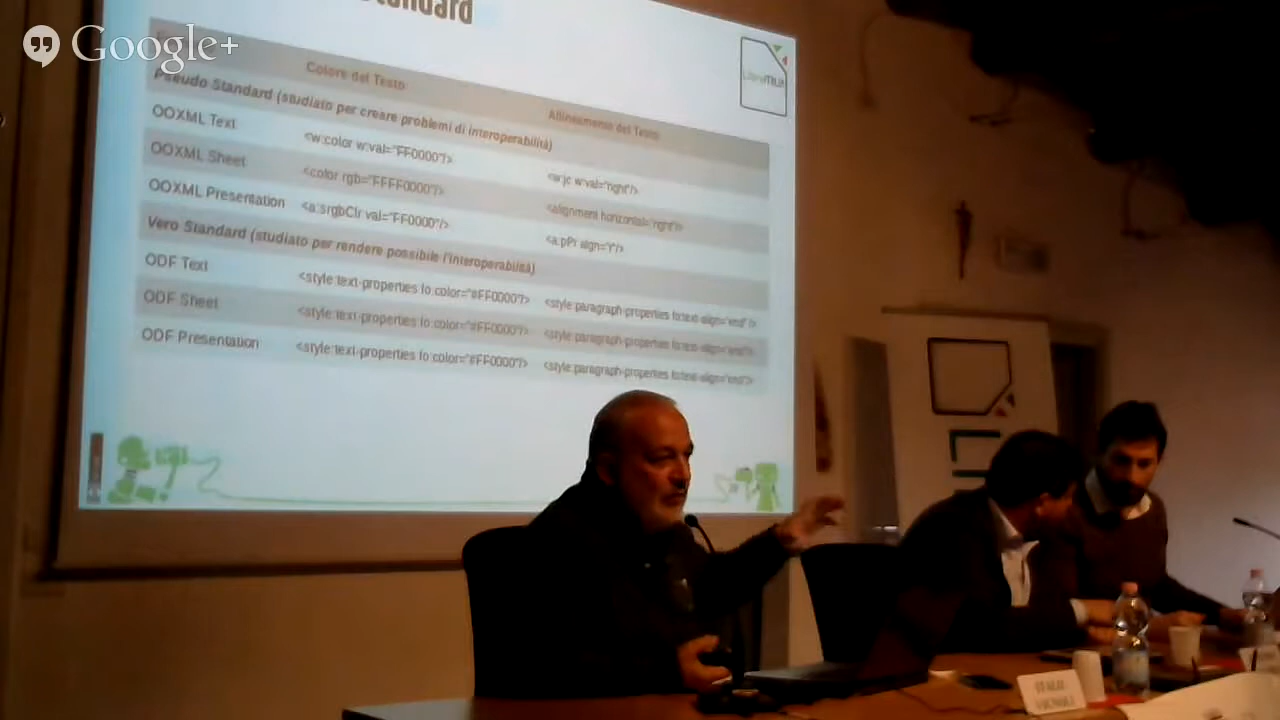 Google+
Standard
Colore del Testo
Allineamento del Testo
Pseudo Standard (studiato per creare problemi di interoperabilità)
OOXML Text <w:color w:val="FF0000"/> <w:jc w:val="right"/>
OOXML Sheet <color rgb="FFFF0000"/> <alignment horizontal="right"/>
OOXML Presentation <a:srgbClr val="FF0000"/> <a:pPr algn="r"/>
Vero Standard (studiato per rendere possibile l'interoperabilità)
ODF Text <style:text-properties fo:color="#FF0000"/> <style:paragraph-properties fo:text-align="end" />
ODF Sheet <style:text-properties fo:color="#FF0000"/> <style:paragraph-properties fo:text-align="end"/>
ODF Presentation <style:text-properties fo:color="#FF0000"/> <style:paragraph-properties fo:text-align="end"/>
LI
ITALO
VIGNOLI